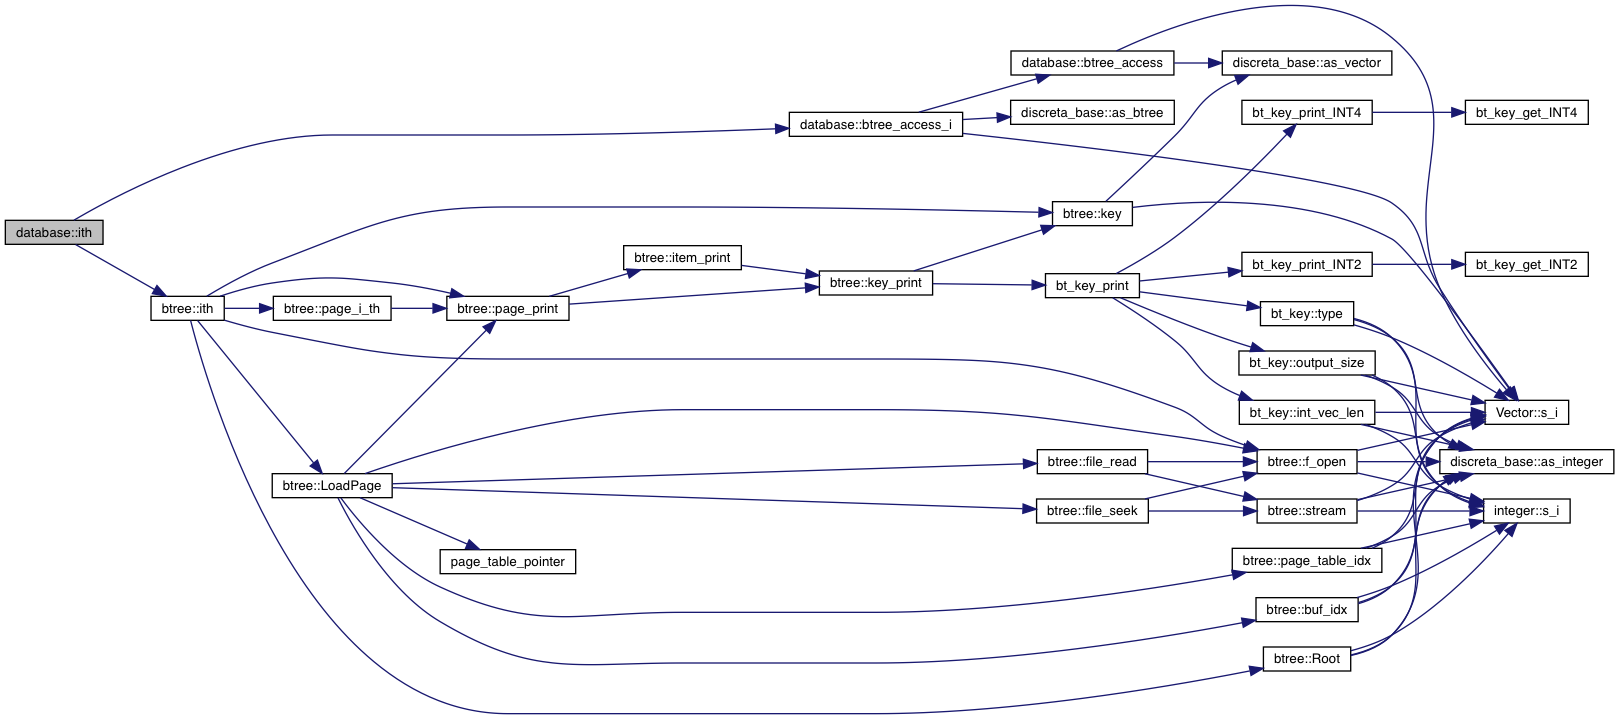 database::ith
btree::ith
btree::page_i_th
btree::LoadPage
btree::page_print
page_table_pointer
btree::item_print
database::btree_access_i
btree::key_print
database::btree_access
discreta_base::as_btree
btree::key
bt_key_print
btree::file_read
btree::file_seek
discreta_base::as_vector
bt_key_print_INT4
bt_key_print_INT2
bt_key::type
bt_key::output_size
bt_key::int_vec_len
btree::f_open
btree::stream
btree::page_table_idx
btree::buf_idx
btree::Root
bt_key_get_INT4
bt_key_get_INT2
Vector::s_i
discreta_base::as_integer
integer::s_i